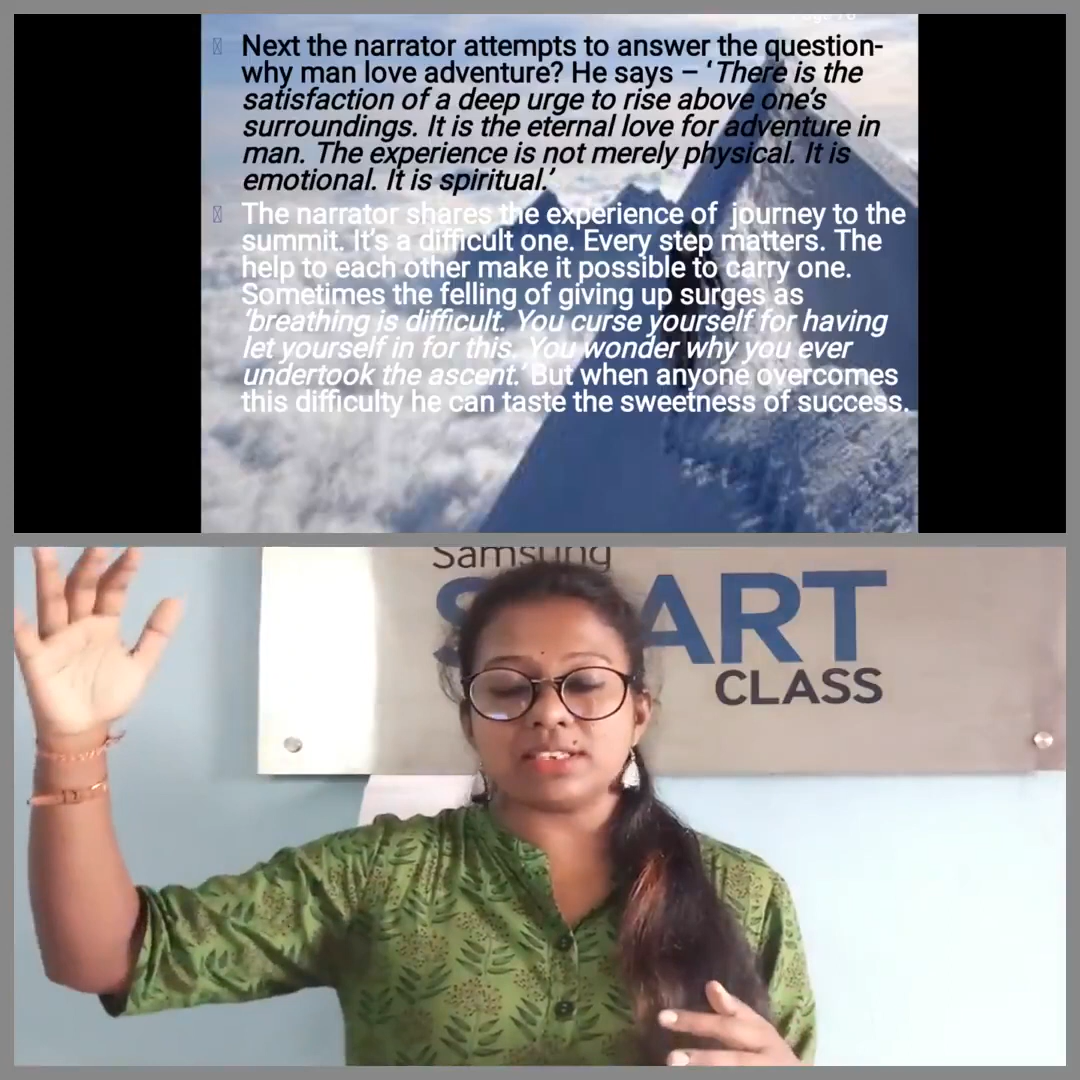 Next the narrator attempts to answer the question-
why man love adventure? He says – ‘There is the
satisfaction of a deep urge to rise above one’s
surroundings. It is the eternal love for adventure in
man. The experience is not merely physical. It is
emotional. It is spiritual.’
The narrator shares the experience of journey to the
summit. It’s a difficult one. Every step matters. The
help to each other make it possible to carry one.
Sometimes the felling of giving up surges as
‘breathing is difficult. You curse yourself for having
let yourself in for this. You wonder why you ever
undertook the ascent.’ But when anyone overcomes
this difficulty he can taste the sweetness of success.
Samsung
ART
CLASS